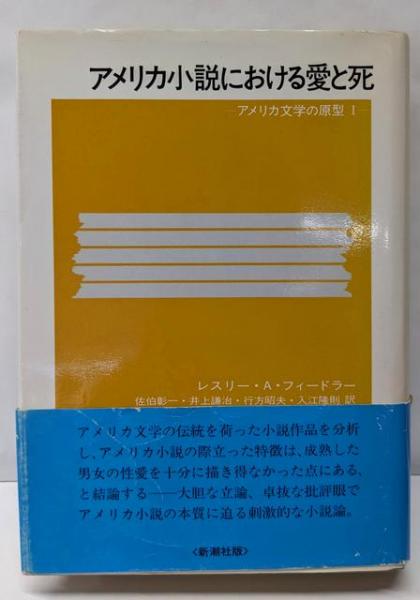 アメリカ小説における愛と死
―アメリカ文学の原型 Ⅰ―
レスリー・A・フィードラー
佐伯彰一・井上謙治・行方昭夫・入江隆則 訳
アメリカ文学の伝統を荷った小説作品を分析
し、アメリカ小説の際立った特徴は、成熟した
男女の性愛を十分に描き得なかった点にある、
と結論する――大胆な立論、卓抜な批評眼で
アメリカ小説の本質に迫る刺激的な小説論。
〈新潮社版〉